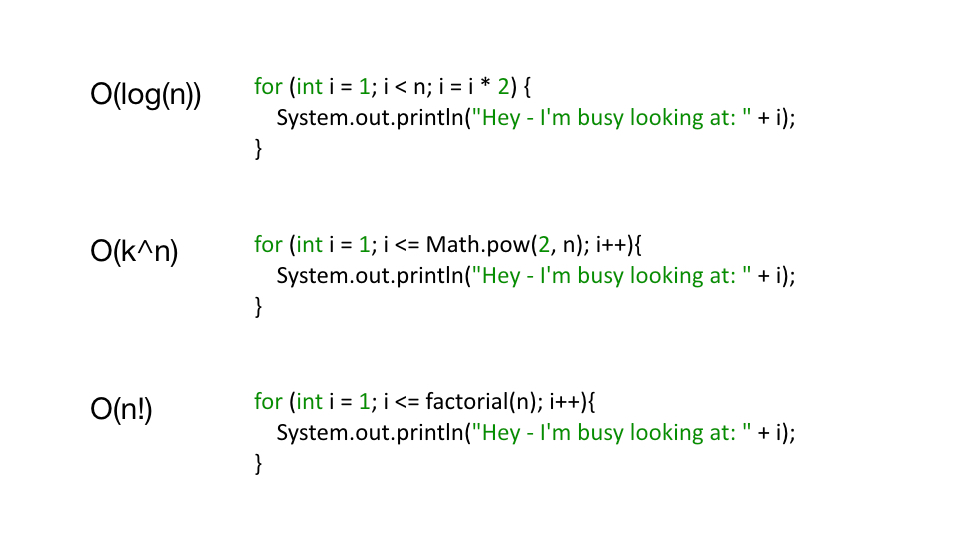 O(log(n))
for (int i = 1; i < n; i = i * 2) {
System.out.println("Hey - I'm busy looking at: " + i);
}
O(k^n)
for (int i = 1; i <= Math.pow(2, n); i++){
System.out.println("Hey - I'm busy looking at: " + i);
}
O(n!)
for (int i = 1; i <= factorial(n); i++){
System.out.println("Hey - I'm busy looking at: " + i);
}